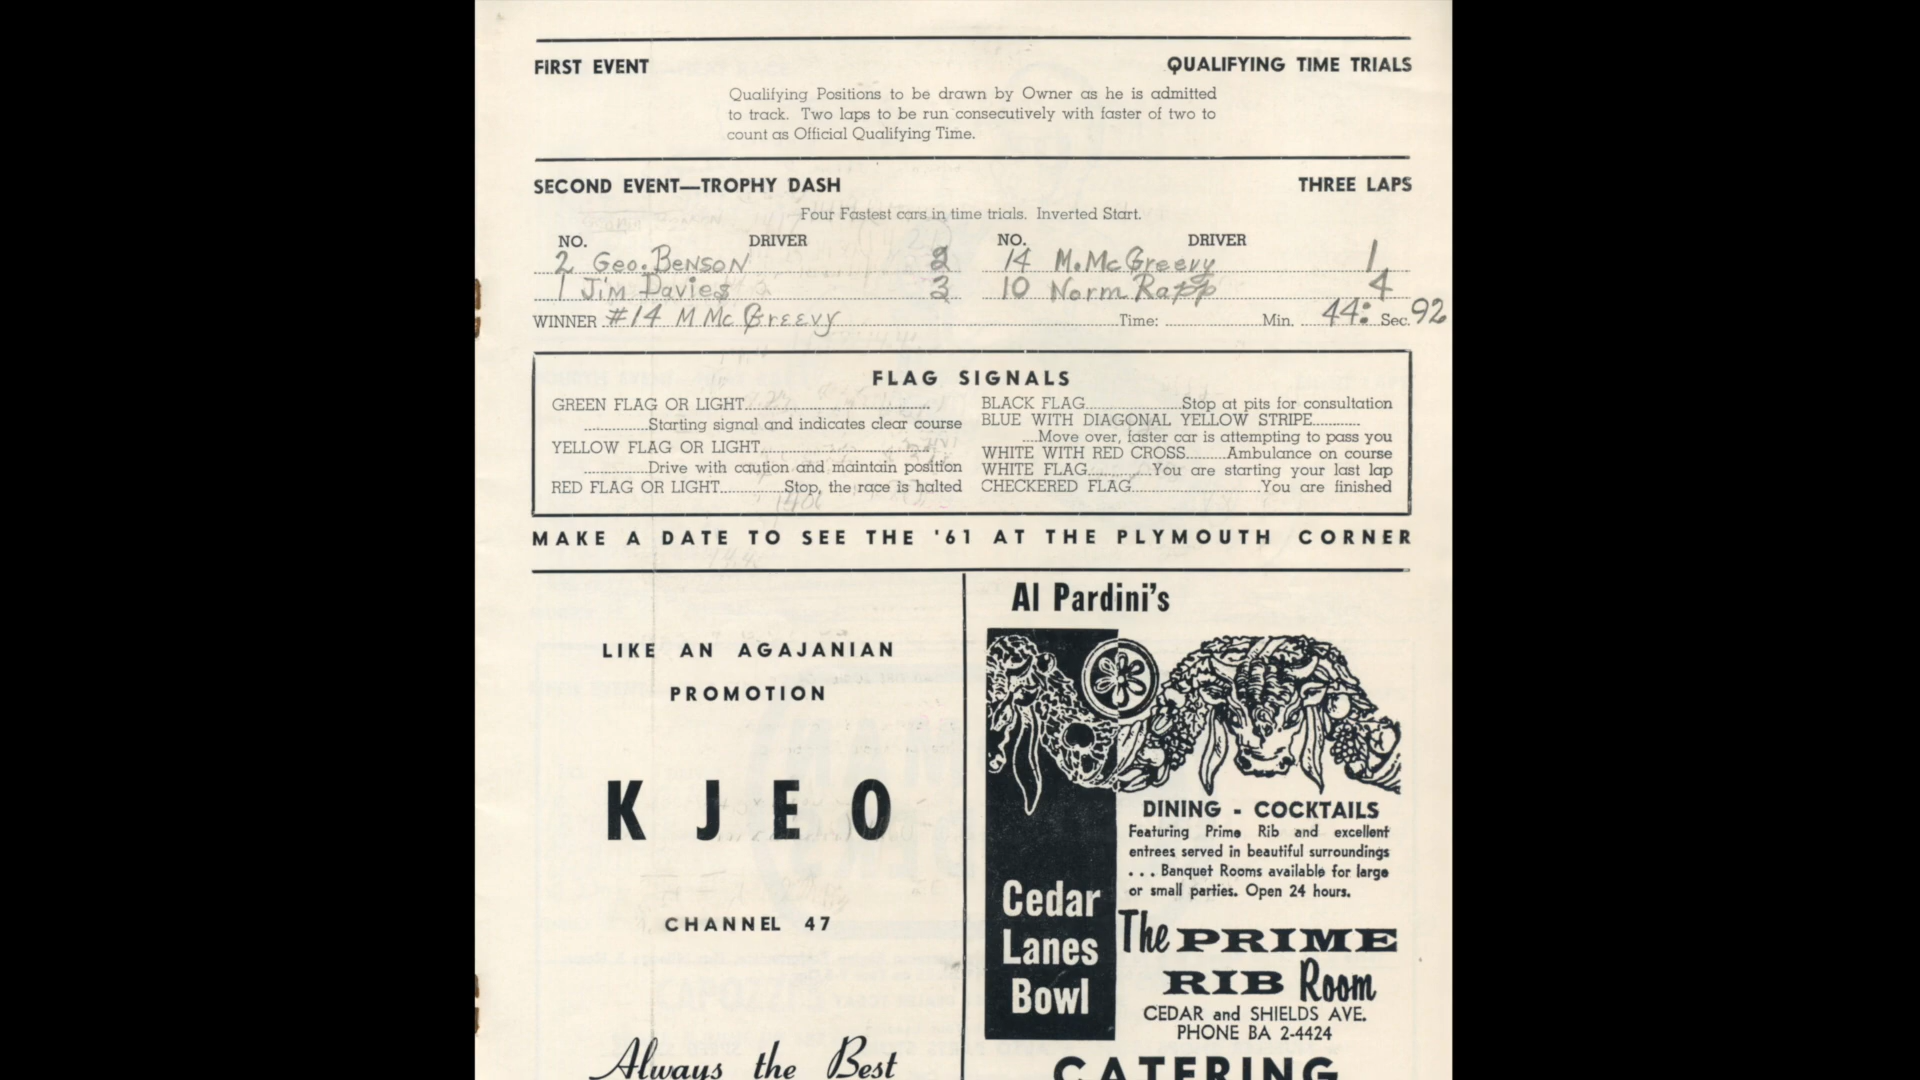 FIRST EVENT QUALIFYING TIME TRIALS
Qualifying Positions to be drawn by Owner as he is admitted
to track. Two laps to be run consecutively with faster of two to
count as Official Qualifying Time.
SECOND EVENT—TROPHY DASH THREE LAPS
Four Fastest cars in time trials. Inverted Start.
NO. DRIVER NO. DRIVER
2 Geo. Benson 2 14 M. McGreevy 1
1 Jim Davies 3 10 Norm Rapp 4
WINNER #14 M McGreevy Time: Min. 44: Sec. 92
FLAG SIGNALS
GREEN FLAG OR LIGHT
Starting signal and indicates clear course
YELLOW FLAG OR LIGHT
Drive with caution and maintain position
RED FLAG OR LIGHT Stop, the race is halted
BLACK FLAG Stop at pits for consultation
BLUE WITH DIAGONAL YELLOW STRIPE
Move over, faster car is attempting to pass you
WHITE WITH RED CROSS Ambulance on course
WHITE FLAG You are starting your last lap
CHECKERED FLAG You are finished
MAKE A DATE TO SEE THE '61 AT THE PLYMOUTH CORNER
LIKE AN AGAJANIAN
PROMOTION
KJEO
CHANNEL 47
Always the Best
Al Pardini's
DINING - COCKTAILS
Featuring Prime Rib and excellent
entrees served in beautiful surroundings
... Banquet Rooms available for large
or small parties. Open 24 hours.
Cedar
Lanes
Bowl
The PRIME
RIB Room
CEDAR and SHIELDS AVE.
PHONE BA 2-4424
CATERING